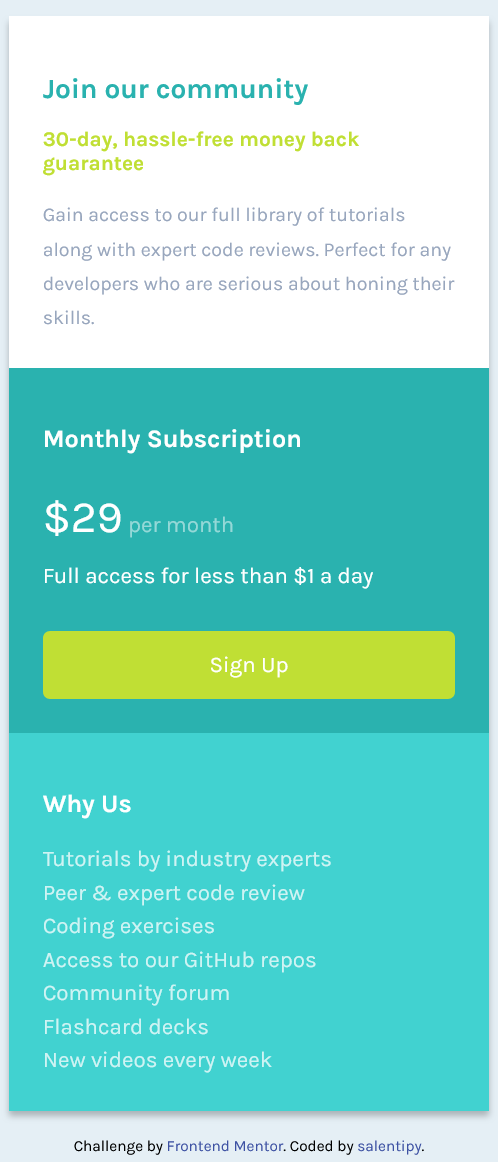 Join our community
30-day, hassle-free money back
guarantee
Gain access to our full library of tutorials
along with expert code reviews. Perfect for any
developers who are serious about honing their
skills.
Monthly Subscription
$29 per month
Full access for less than $1 a day
Sign Up
Why Us
Tutorials by industry experts
Peer & expert code review
Coding exercises
Access to our GitHub repos
Community forum
Flashcard decks
New videos every week
Challenge by Frontend Mentor. Coded by salentipy.